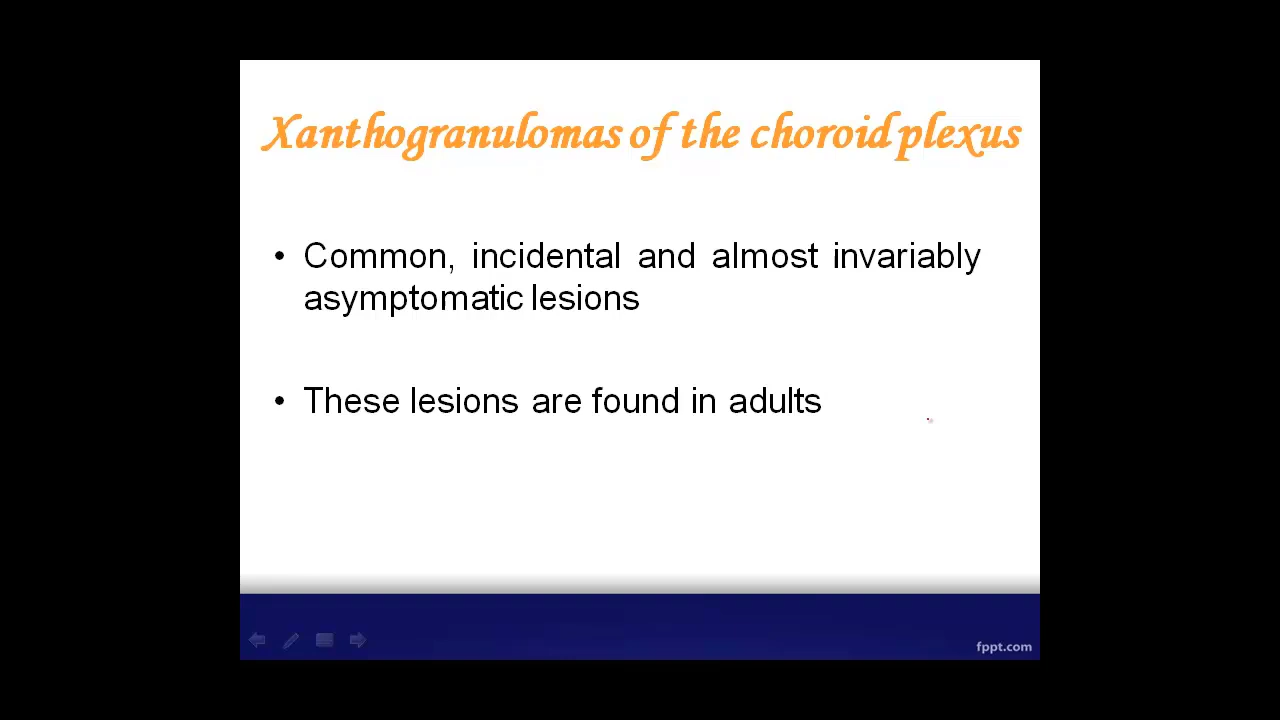 Xanthogranulomas of the choroid plexus
• Common, incidental and almost invariably
asymptomatic lesions
• These lesions are found in adults
fppt.com